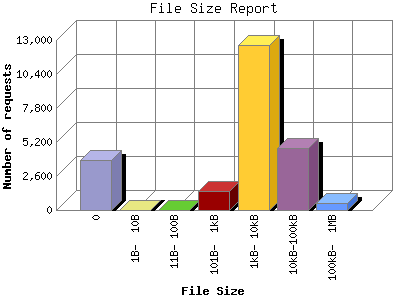 File Size Report
13,000
10,400
7,800
5,200
2,600
0
Number of requests
0
1B- 10B
11B- 100B
101B- 1kB
1kB- 10kB
10kB-100kB
100kB- 1MB
File Size